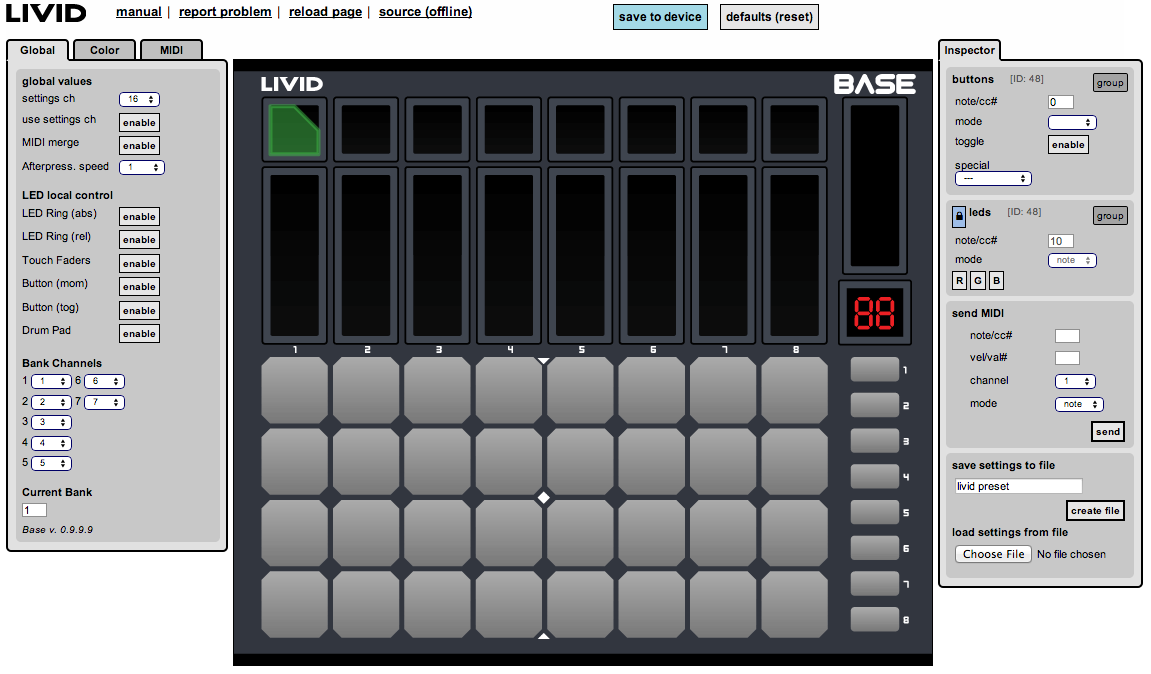 LIVID
manual | report problem | reload page | source (offline)
save to device
defaults (reset)
Global
Color
MIDI
global values
settings ch 16
use settings ch enable
MIDI merge enable
Afterpress. speed 1
LED local control
LED Ring (abs) enable
LED Ring (rel) enable
Touch Faders enable
Button (mom) enable
Button (tog) enable
Drum Pad enable
Bank Channels
1 1 6 6
2 2 7 7
3 3
4 4
5 5
Current Bank
1
Base v. 0.9.9.9
LIVID
BASE
88
1 2 3 4 5 6 7 8
1
2
3
4
5
6
7
8
Inspector
buttons [ID: 48] group
note/cc# 0
mode
toggle enable
special
---
leds [ID: 48] group
note/cc# 10
mode note
R G B
send MIDI
note/cc#
vel/val#
channel 1
mode note
send
save settings to file
livid preset
create file
load settings from file
Choose File No file chosen